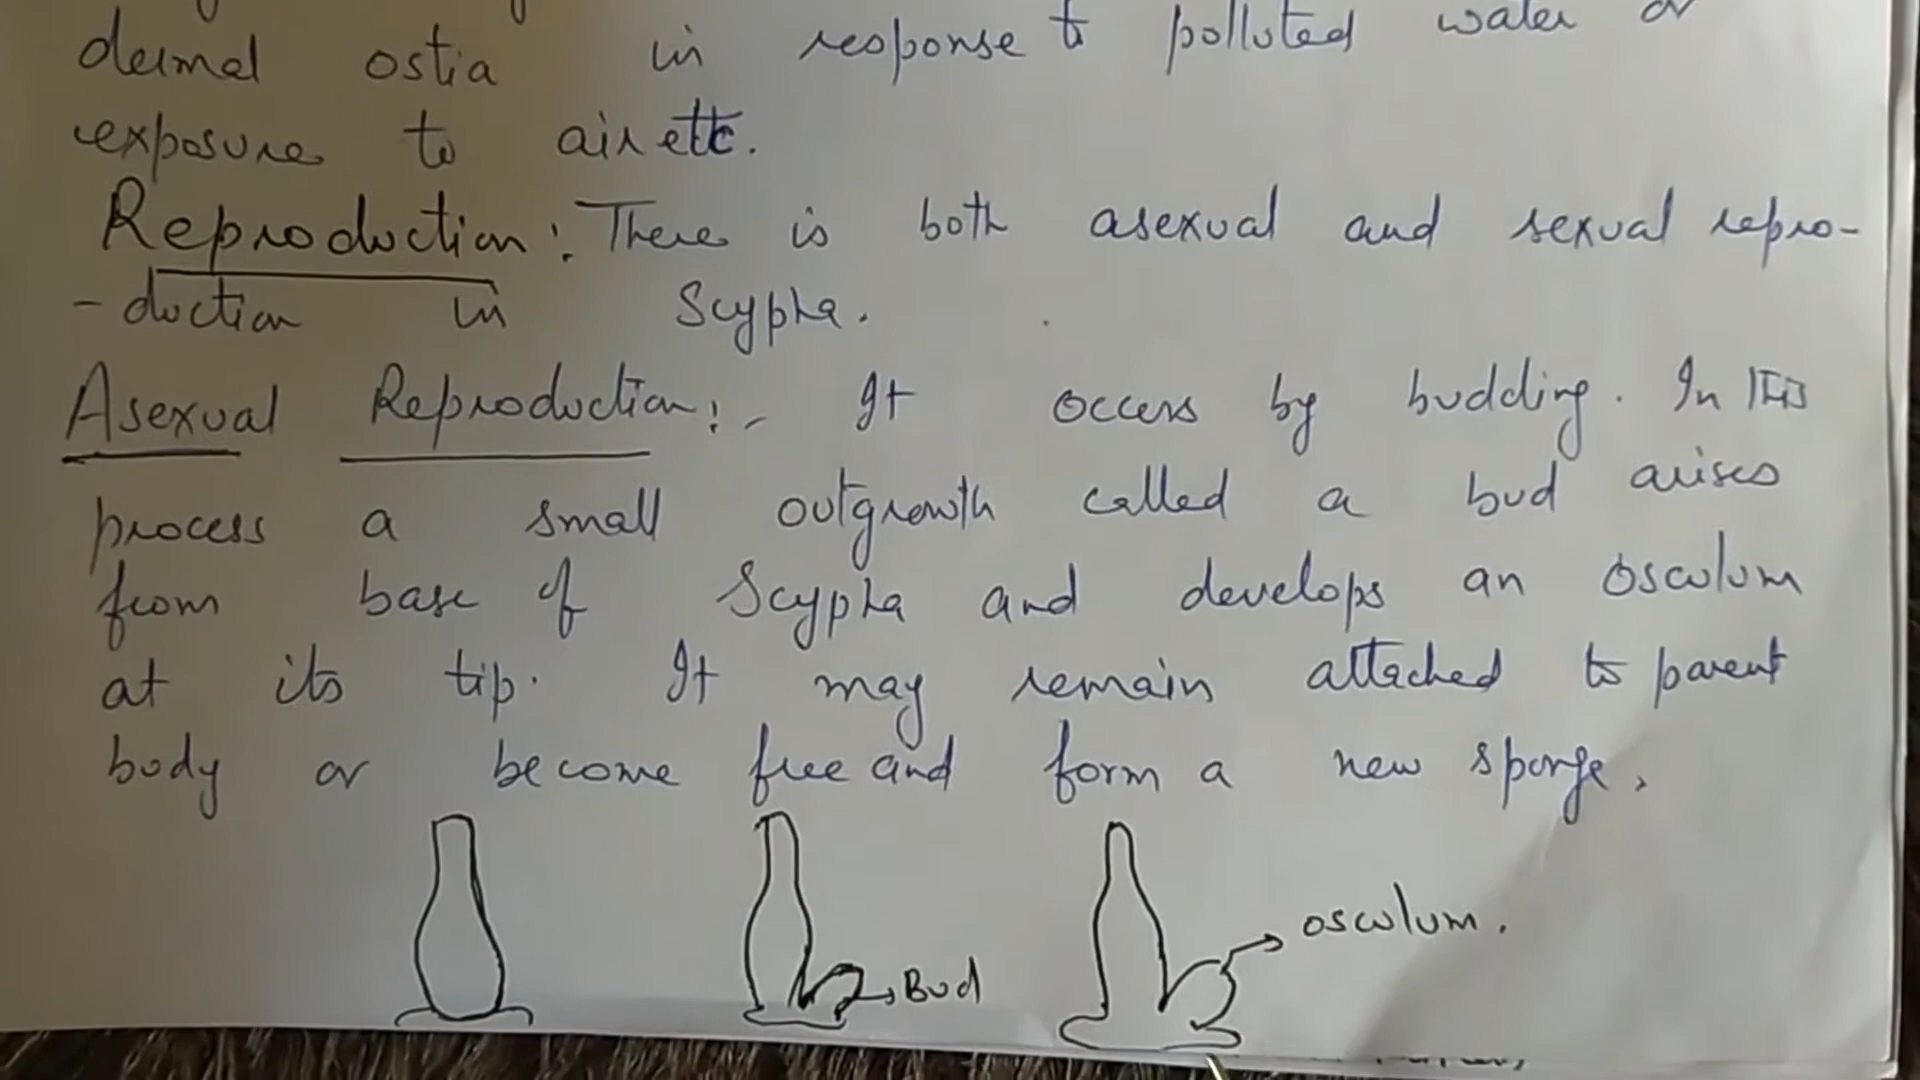 dermal ostia in response to polluted water or
exposure to air etc.
Reproduction: There is both asexual and sexual repro-
-duction in Scypha.
Asexual Reproduction:- It occers by budding. In this
process a small outgrowth called a bud arises
from base of Scypha and develops an osculum
at its tip. It may remain attached to parent
body or become free and form a new sponge.
Bud
osculum.